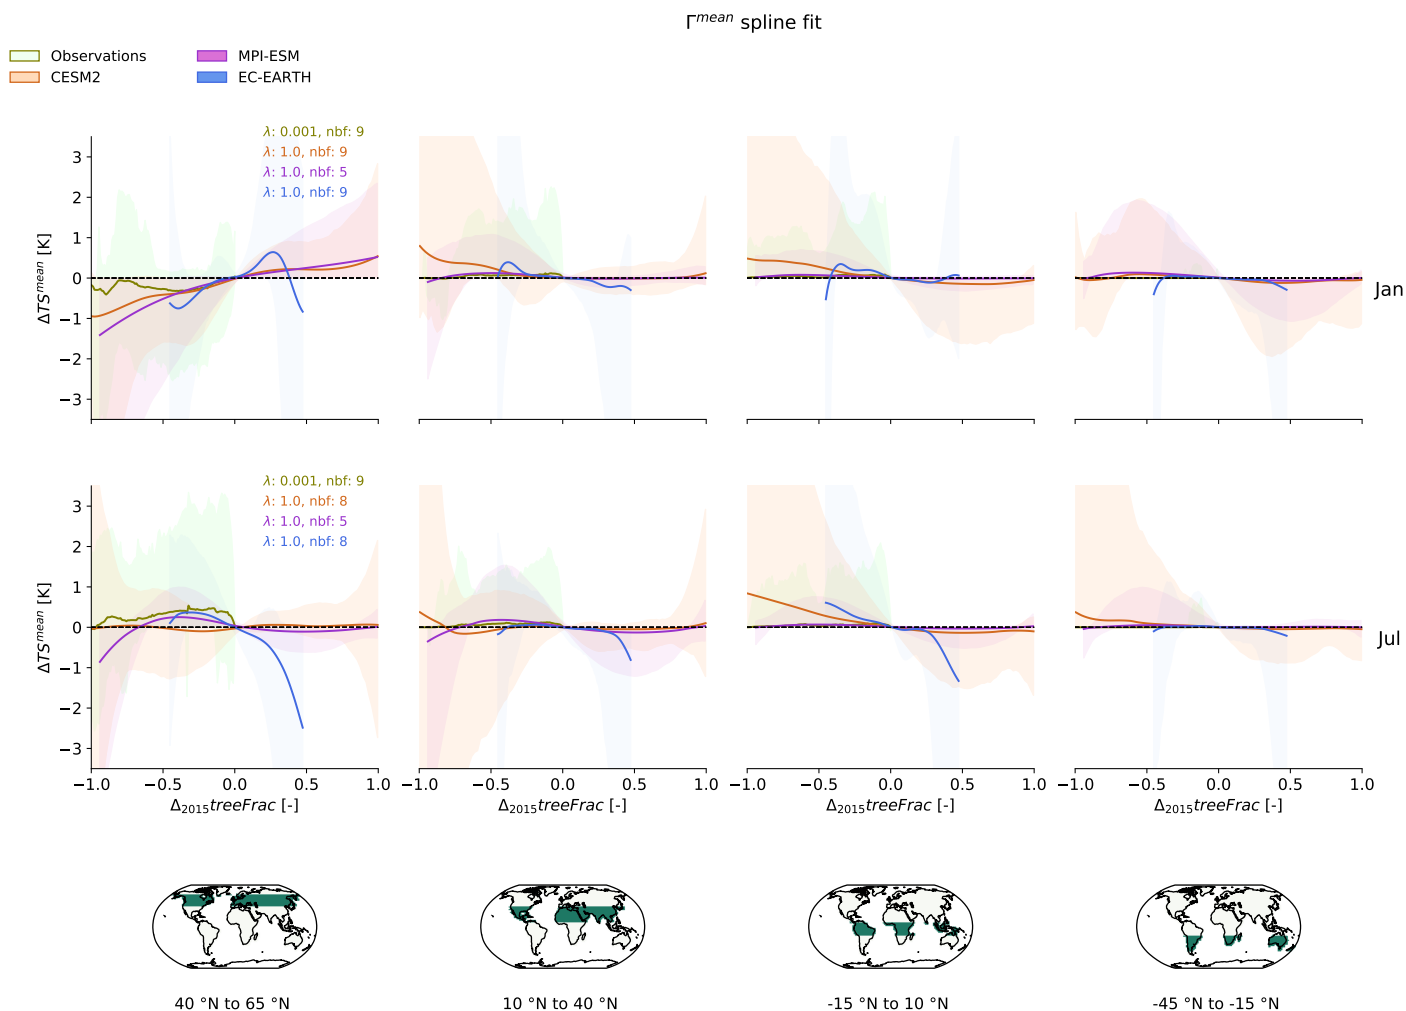 Γmean spline fit
Observations
CESM2
MPI-ESM
EC-EARTH
λ: 0.001, nbf: 9
λ: 1.0, nbf: 9
λ: 1.0, nbf: 5
λ: 1.0, nbf: 9
3
2
1
0
−1
−2
−3
ΔTSmean [K]
Jan
λ: 0.001, nbf: 9
λ: 1.0, nbf: 8
λ: 1.0, nbf: 5
λ: 1.0, nbf: 8
3
2
1
0
−1
−2
−3
ΔTSmean [K]
Jul
−1.0 −0.5 0.0 0.5 1.0
−1.0 −0.5 0.0 0.5 1.0
−1.0 −0.5 0.0 0.5 1.0
−1.0 −0.5 0.0 0.5 1.0
Δ2015treeFrac [-]
Δ2015treeFrac [-]
Δ2015treeFrac [-]
Δ2015treeFrac [-]
40 °N to 65 °N
10 °N to 40 °N
-15 °N to 10 °N
-45 °N to -15 °N